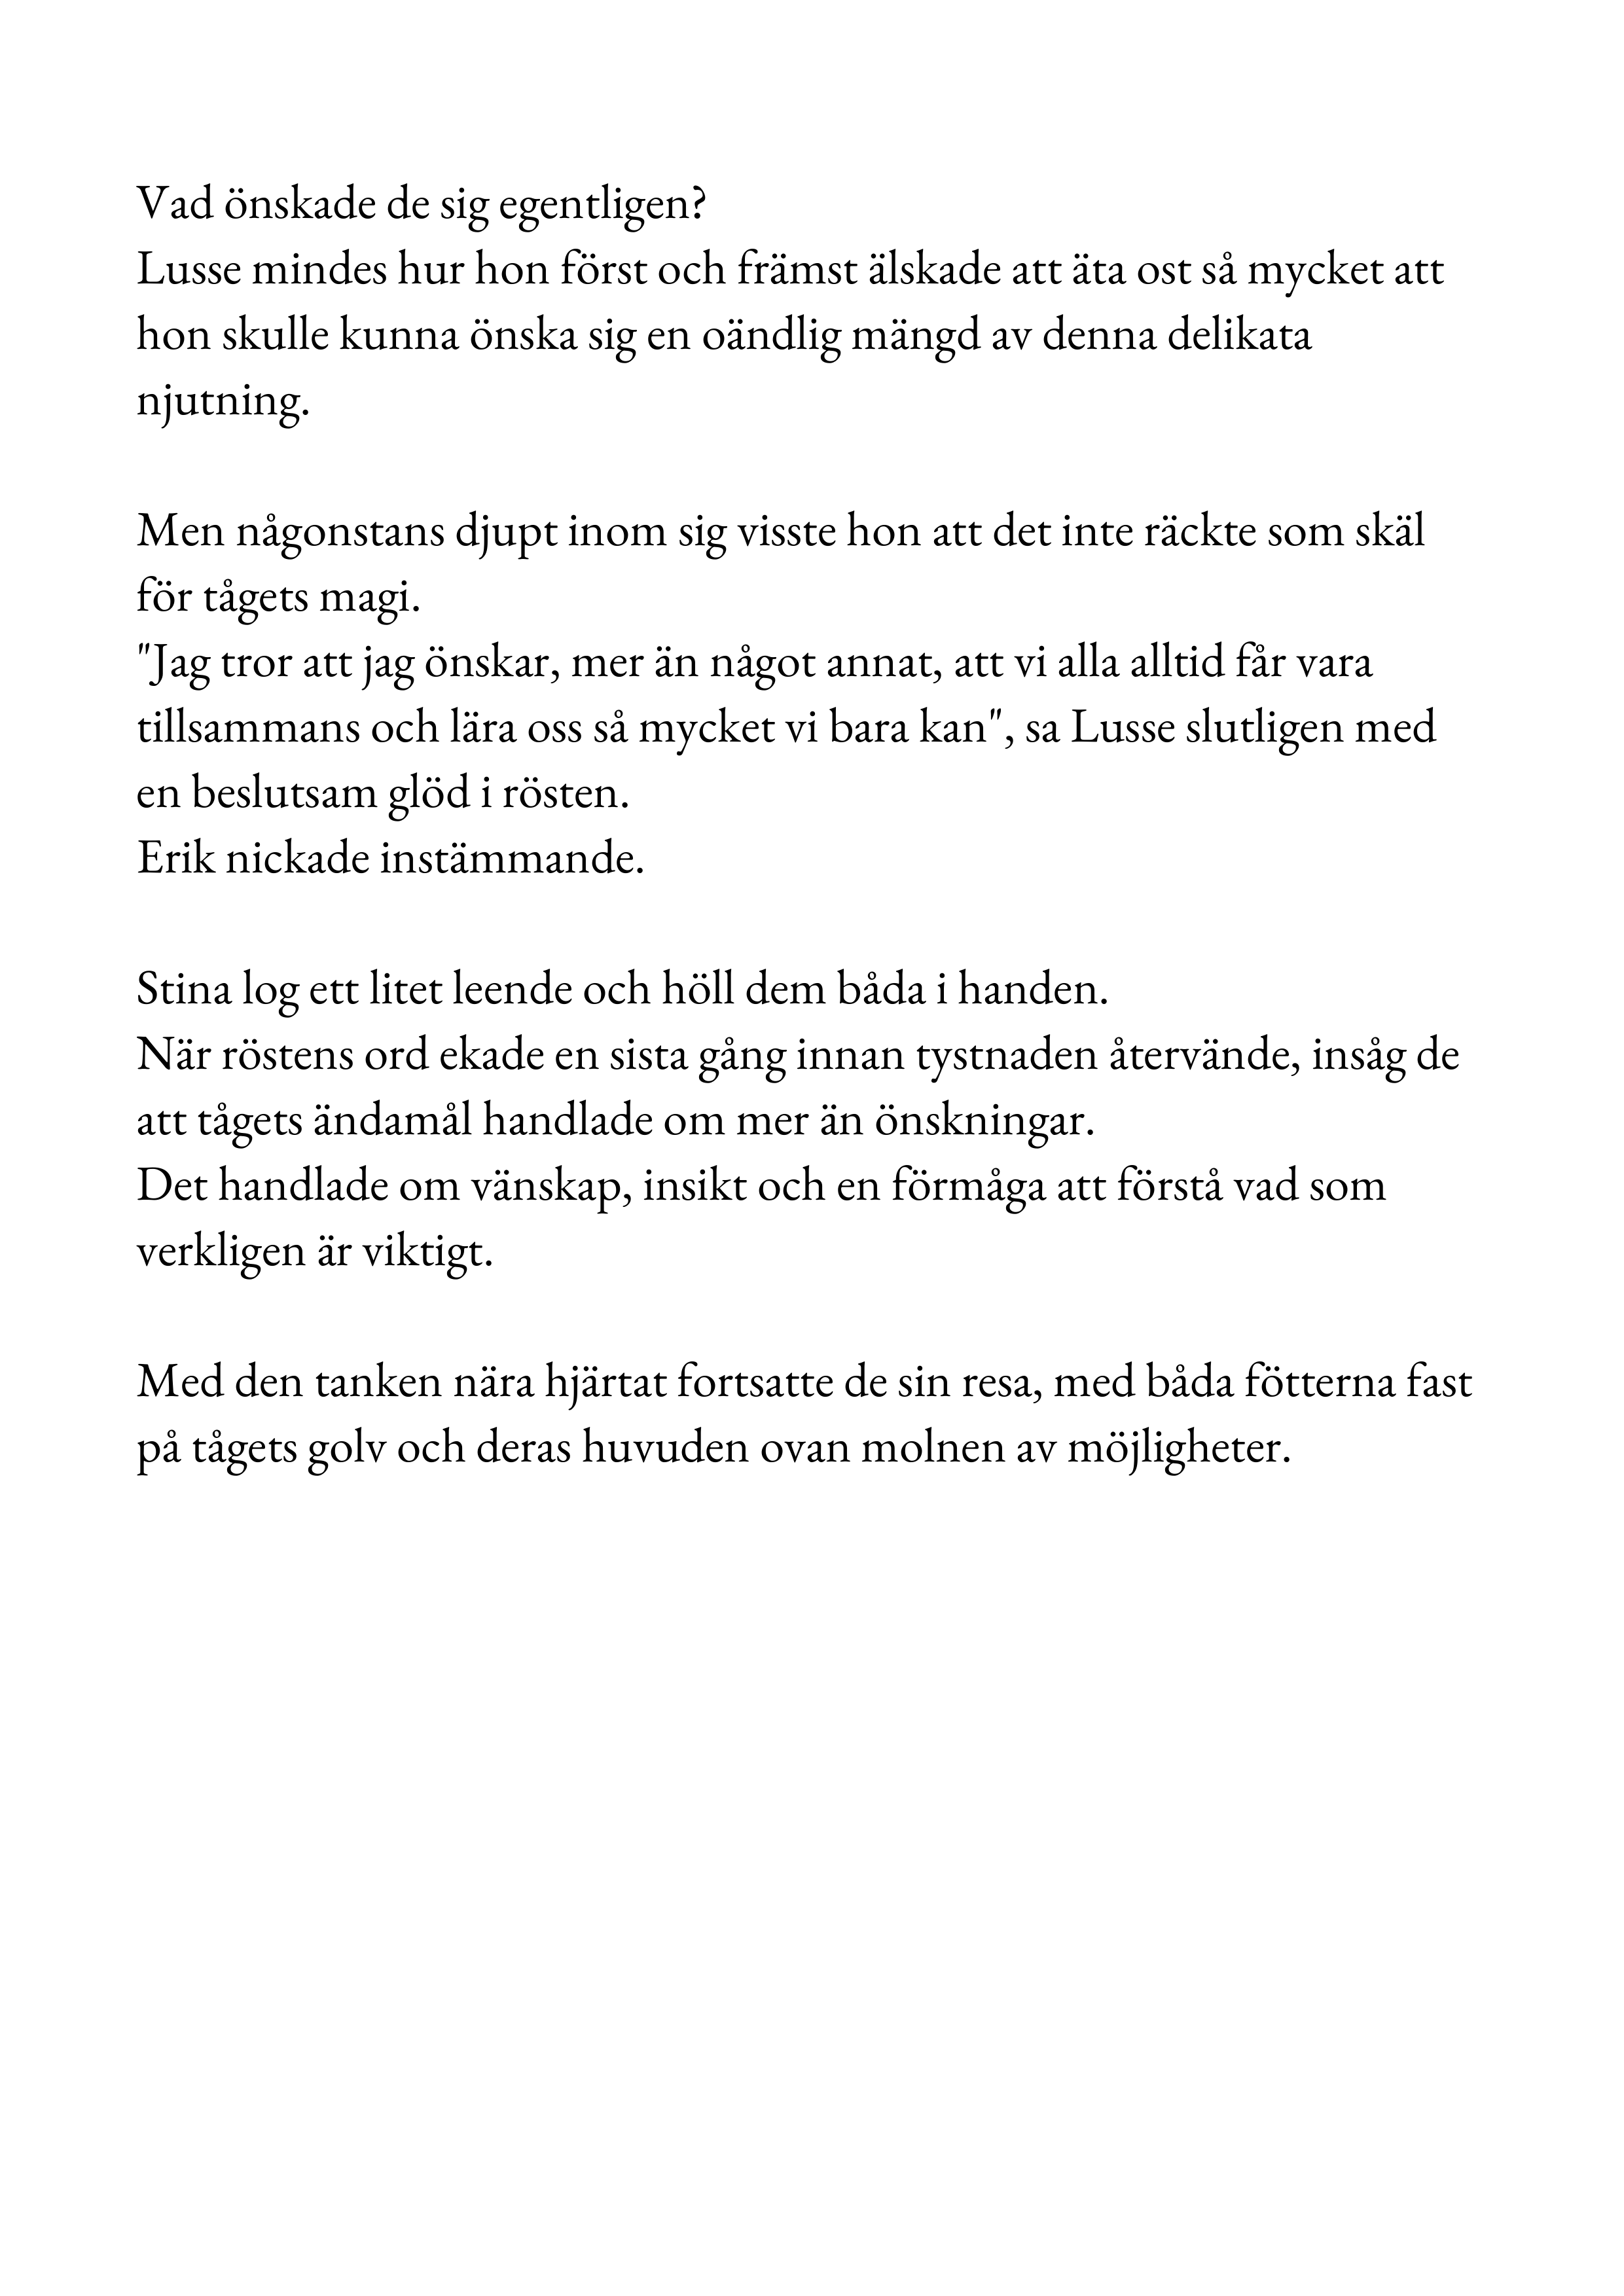 Vad önskade de sig egentligen?
Lusse mindes hur hon först och främst älskade att äta ost så mycket att
hon skulle kunna önska sig en oändlig mängd av denna delikata
njutning.
Men någonstans djupt inom sig visste hon att det inte räckte som skäl
för tågets magi.
"Jag tror att jag önskar, mer än något annat, att vi alla alltid får vara
tillsammans och lära oss så mycket vi bara kan", sa Lusse slutligen med
en beslutsam glöd i rösten.
Erik nickade instämmande.
Stina log ett litet leende och höll dem båda i handen.
När röstens ord ekade en sista gång innan tystnaden återvände, insåg de
att tågets ändamål handlade om mer än önskningar.
Det handlade om vänskap, insikt och en förmåga att förstå vad som
verkligen är viktigt.
Med den tanken nära hjärtat fortsatte de sin resa, med båda fötterna fast
på tågets golv och deras huvuden ovan molnen av möjligheter.